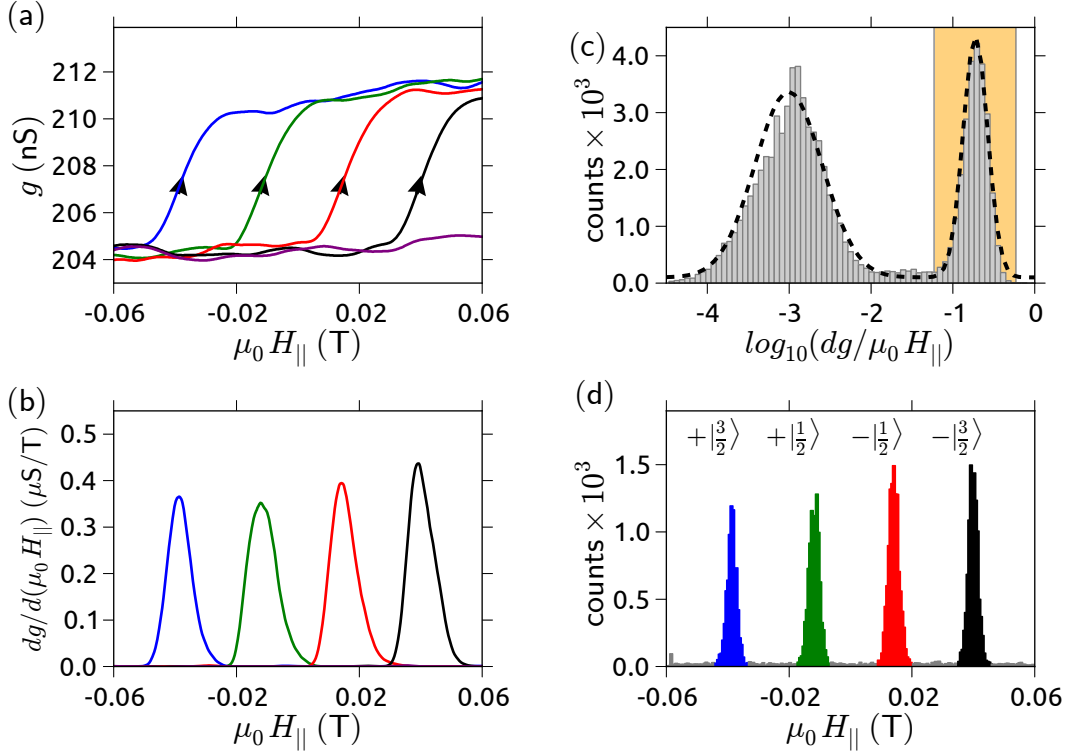 (a)
g (nS)
212
210
208
206
204
-0.06 -0.02 0.02 0.06
μ₀ H|| (T)
(c)
counts × 10³
4.0
3.0
2.0
1.0
0.0
-4 -3 -2 -1 0
log₁₀(dg/μ₀ H||)
(b)
dg/d(μ₀ H||) (μS/T)
0.5
0.4
0.3
0.2
0.1
0.0
-0.06 -0.02 0.02 0.06
μ₀ H|| (T)
(d)
counts × 10³
+|3/2⟩ +|1/2⟩ −|1/2⟩ −|3/2⟩
1.5
1.0
0.5
0.0
-0.06 -0.02 0.02 0.06
μ₀ H|| (T)